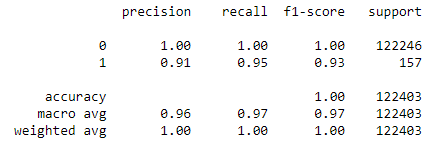 precision recall f1-score support
0 1.00 1.00 1.00 122246
1 0.91 0.95 0.93 157
accuracy 1.00 122403
macro avg 0.96 0.97 0.97 122403
weighted avg 1.00 1.00 1.00 122403